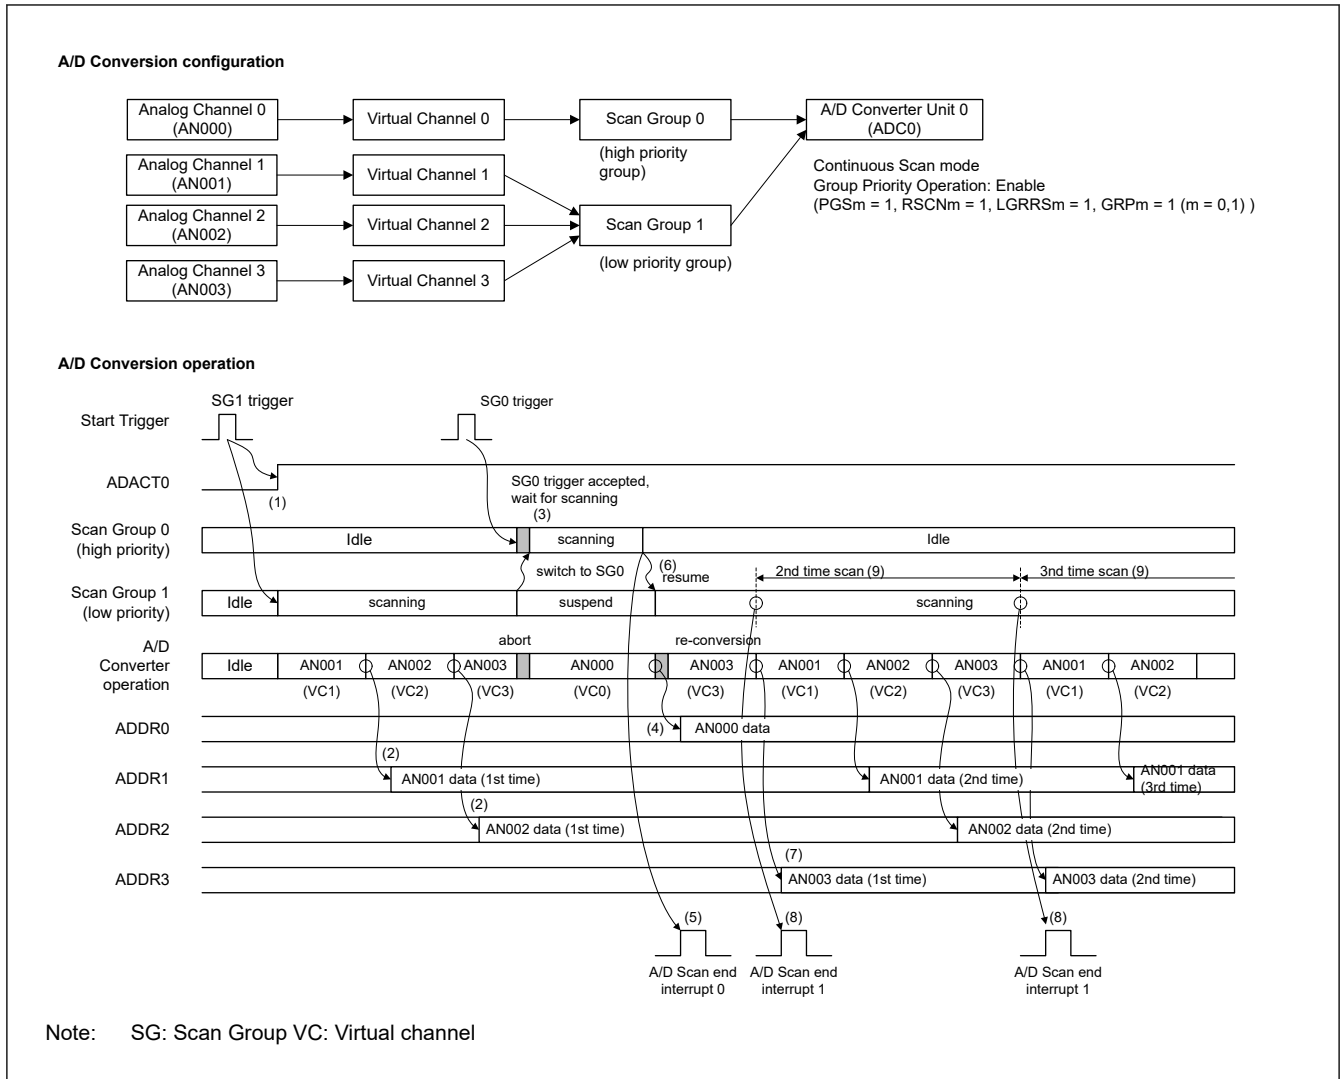 A/D Conversion configuration
Analog Channel 0
(AN000)
Virtual Channel 0
Scan Group 0
A/D Converter Unit 0
(ADC0)
(high priority
group)
Analog Channel 1
(AN001)
Virtual Channel 1
Continuous Scan mode
Group Priority Operation: Enable
(PGSm = 1, RSCNm = 1, LGRRSm = 1, GRPm = 1 (m = 0,1) )
Analog Channel 2
(AN002)
Virtual Channel 2
Scan Group 1
(low priority group)
Analog Channel 3
(AN003)
Virtual Channel 3
A/D Conversion operation
SG1 trigger
SG0 trigger
Start Trigger
ADACT0
(1)
SG0 trigger accepted,
wait for scanning
(3)
Scan Group 0
(high priority)
Idle
scanning
Idle
switch to SG0
(6)
resume
2nd time scan (9)
3nd time scan (9)
Scan Group 1
(low priority)
Idle
scanning
suspend
scanning
abort
re-conversion
A/D
Converter
operation
Idle
AN001
AN002
AN003
AN000
AN003
AN001
AN002
AN003
AN001
AN002
(VC1)
(VC2)
(VC3)
(VC0)
(VC3)
(VC1)
(VC2)
(VC3)
(VC1)
(VC2)
ADDR0
(4)
AN000 data
(2)
ADDR1
AN001 data (1st time)
AN001 data (2nd time)
AN001 data
(3rd time)
(2)
ADDR2
AN002 data (1st time)
AN002 data (2nd time)
(7)
ADDR3
AN003 data (1st time)
AN003 data (2nd time)
(5)
(8)
(8)
A/D Scan end
interrupt 0
A/D Scan end
interrupt 1
A/D Scan end
interrupt 1
Note: SG: Scan Group VC: Virtual channel